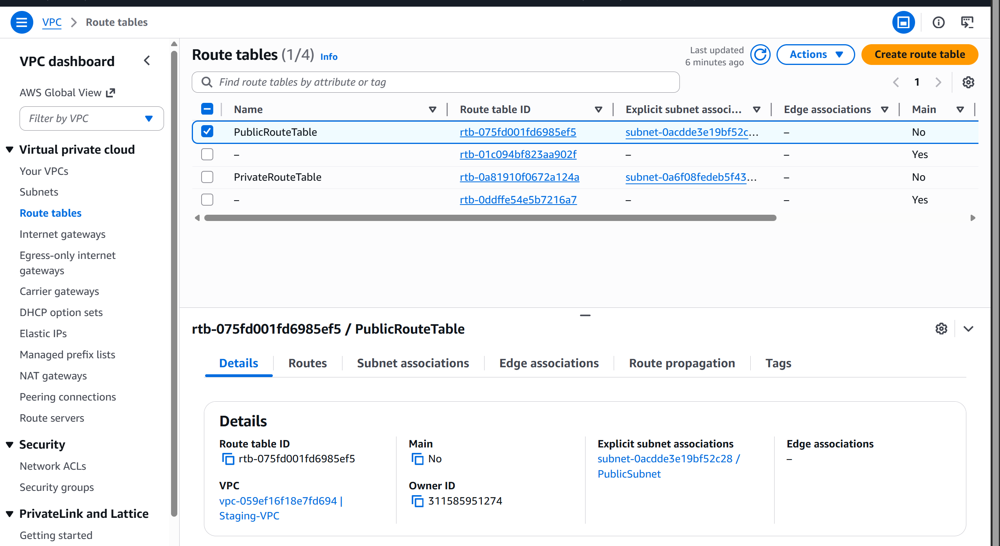 VPC > Route tables
VPC dashboard
AWS Global View
Filter by VPC
Virtual private cloud
Your VPCs
Subnets
Route tables
Internet gateways
Egress-only internet
gateways
Carrier gateways
DHCP option sets
Elastic IPs
Managed prefix lists
NAT gateways
Peering connections
Route servers
Security
Network ACLs
Security groups
PrivateLink and Lattice
Getting started
Route tables (1/4) Info
Last updated
6 minutes ago
Actions
Create route table
Find route tables by attribute or tag
1
Name Route table ID Explicit subnet associ... Edge associations Main
PublicRouteTable rtb-075fd001fd6985ef5 subnet-0acdde3e19bf52c... – No
– rtb-01c094bf823aa902f – – Yes
PrivateRouteTable rtb-0a81910f0672a124a subnet-0a6f08fedeb5f43... – No
– rtb-0ddffe54e5b7216a7 – – Yes
rtb-075fd001fd6985ef5 / PublicRouteTable
Details Routes Subnet associations Edge associations Route propagation Tags
Details
Route table ID
rtb-075fd001fd6985ef5
VPC
vpc-059ef16f18e7fd694 |
Staging-VPC
Main
No
Owner ID
311585951274
Explicit subnet associations
subnet-0acdde3e19bf52c28 /
PublicSubnet
Edge associations
–